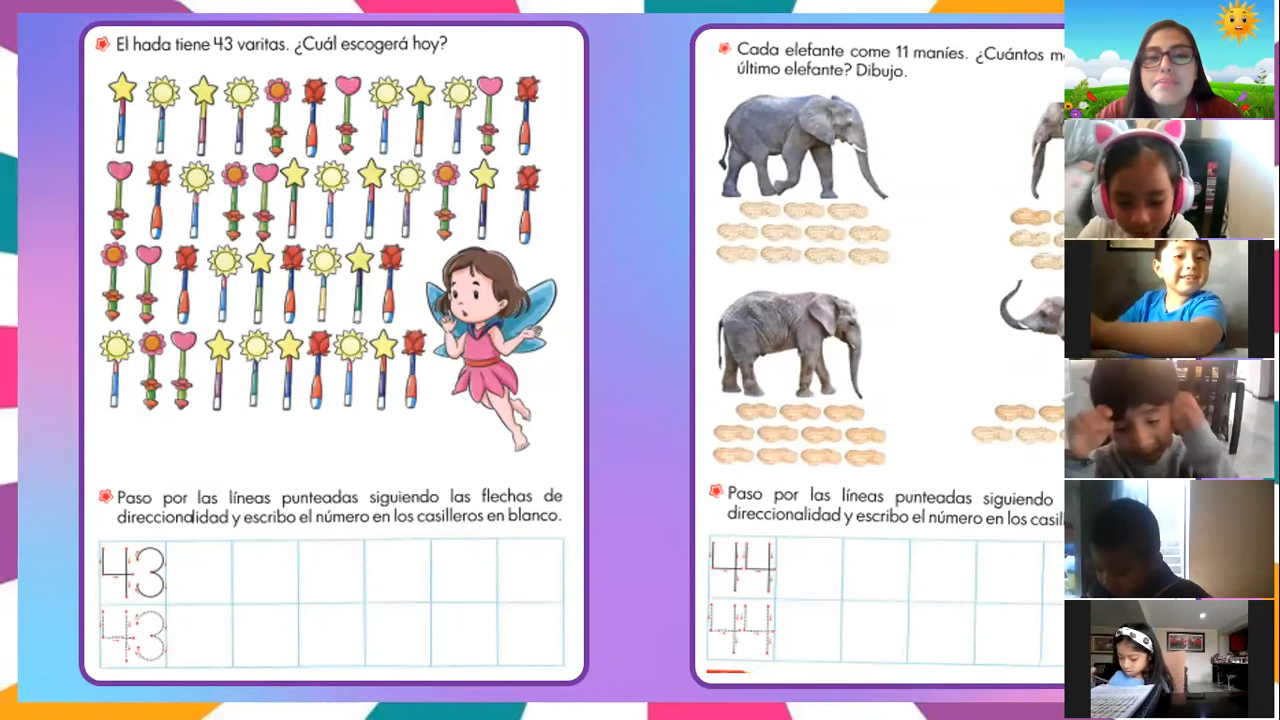 El hada tiene 43 varitas. ¿Cuál escogerá hoy?
Paso por las líneas punteadas siguiendo las flechas de
direccionalidad y escribo el número en los casilleros en blanco.
43
43
Cada elefante come 11 maníes. ¿Cuántos
último elefante? Dibujo.
Paso por las líneas punteadas siguiendo
direccionalidad y escribo el número en los
44
44